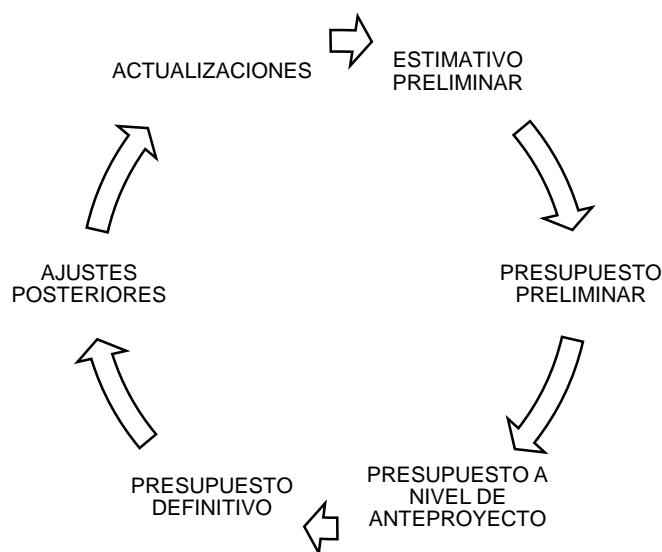 ACTUALIZACIONES
ESTIMATIVO
PRELIMINAR
PRESUPUESTO
PRELIMINAR
PRESUPUESTO A
NIVEL DE
ANTEPROYECTO
PRESUPUESTO
DEFINITIVO
AJUSTES
POSTERIORES